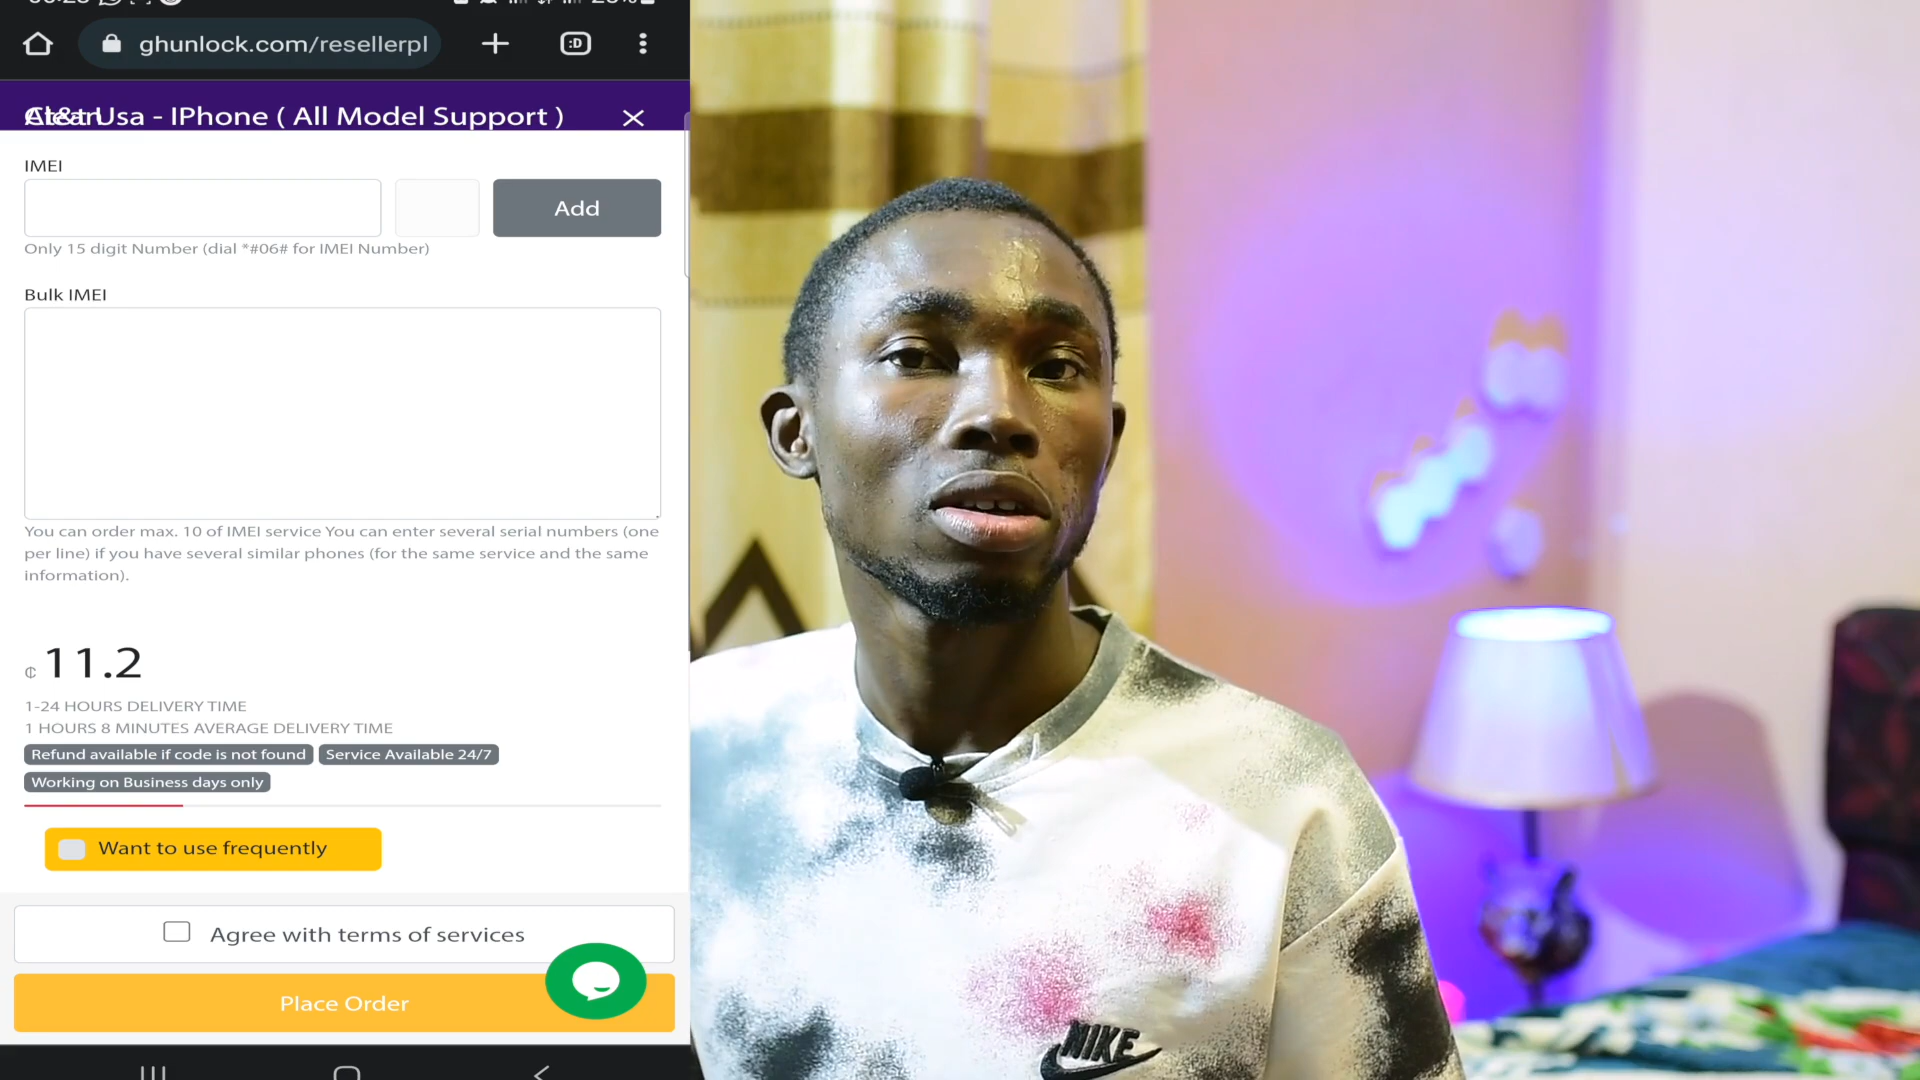 ghunlock.com/resellerpl
:D
At&t Usa - IPhone ( All Model Support )
Clean
IMEI
Add
Only 15 digit Number (dial *#06# for IMEI Number)
Bulk IMEI
You can order max. 10 of IMEI service You can enter several serial numbers (one
per line) if you have several similar phones (for the same service and the same
information).
₵ 11.2
1-24 HOURS DELIVERY TIME
1 HOURS 8 MINUTES AVERAGE DELIVERY TIME
Refund available if code is not found
Service Available 24/7
Working on Business days only
Want to use frequently
Agree with terms of services
Place Order
NIKE